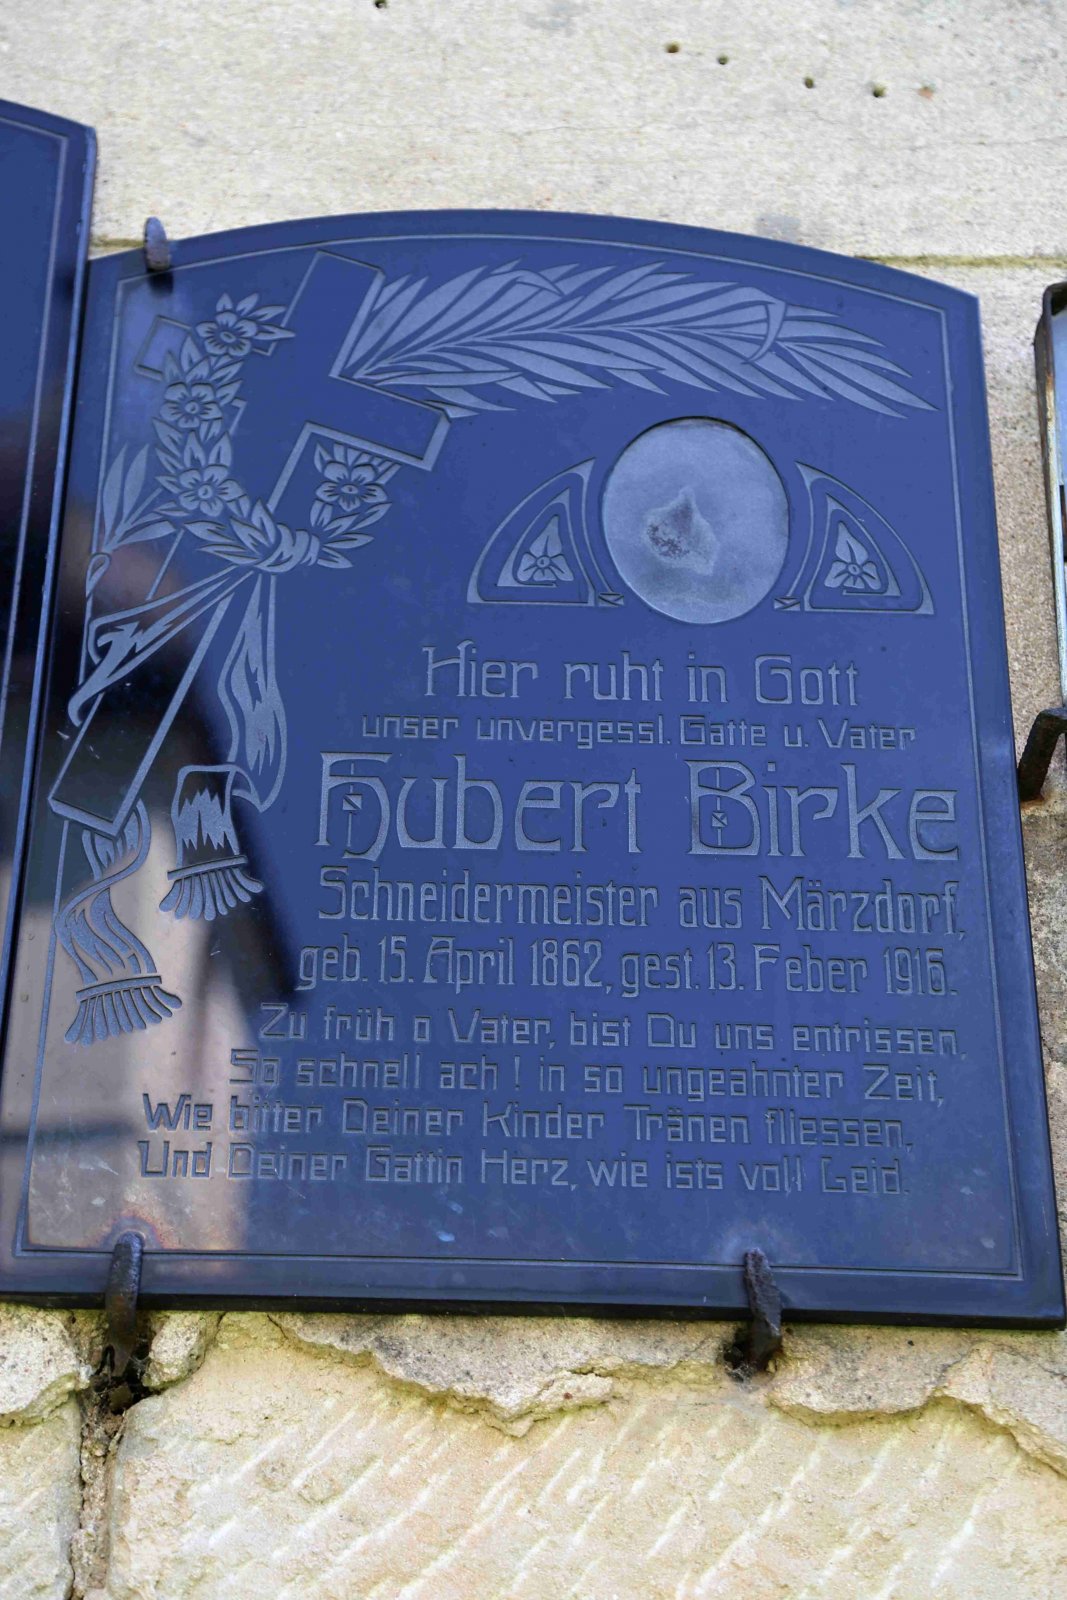 Hier ruht in Gott
unser unvergessl. Gatte u. Vater
Hubert Birke
Schneidermeister aus Märzdorf,
geb. 15. April 1862, gest. 13. Feber 1916.
Zu früh o Vater, bist Du uns entrissen,
So schnell ach! in so ungeahnter Zeit,
Wie bitter Deiner Kinder Tränen fliessen,
Und Deiner Gattin Herz, wie ists voll Leid.